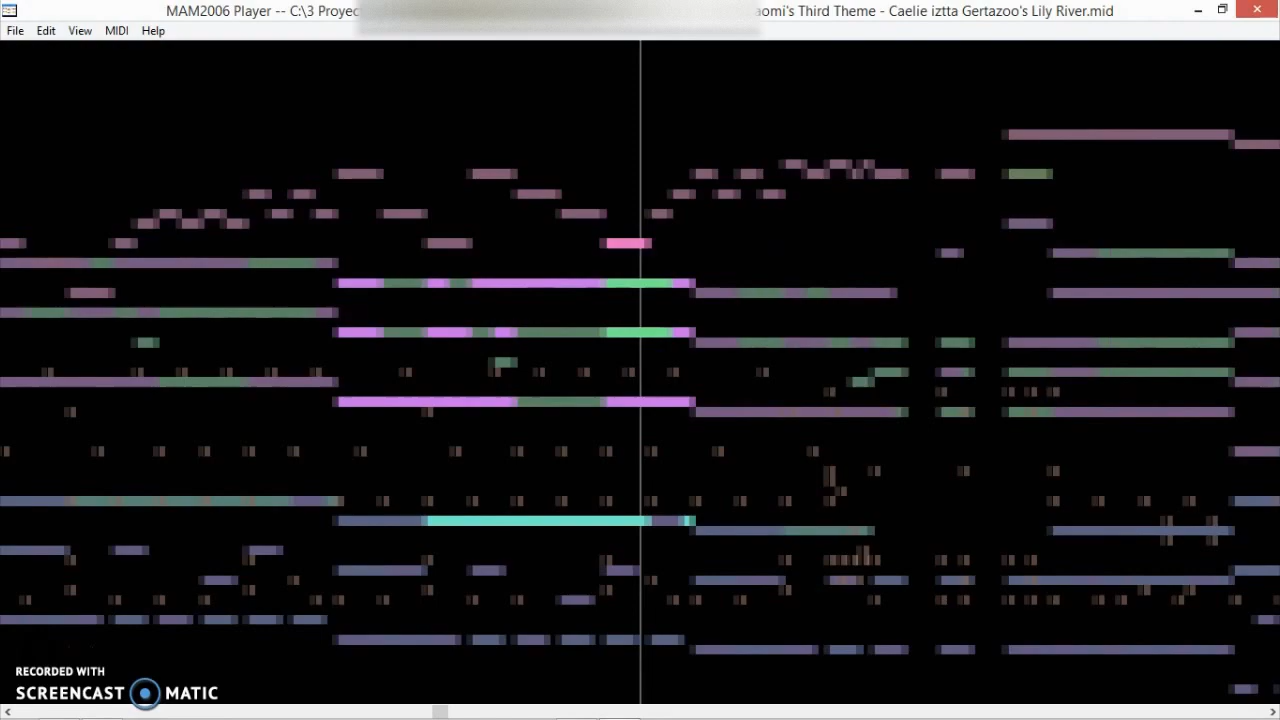 MAM2006 Player -- C:\3 Proyec
Third Theme - Caelie iztta Gertazoo's Lily River.mid
File Edit View MIDI Help
RECORDED WITH
SCREENCAST MATIC